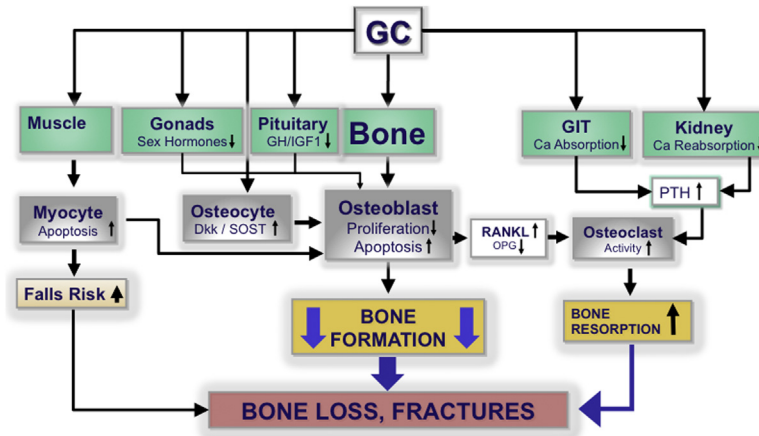 GC
Muscle
Gonads
Sex Hormones↓
Pituitary
GH/IGF1↓
Bone
GIT
Ca Absorption↓
Kidney
Ca Reabsorption↓
PTH ↑
Myocyte
Apoptosis ↑
Osteocyte
Dkk / SOST ↑
Osteoblast
Proliferation↓
Apoptosis ↑
RANKL ↑
OPG ↓
Osteoclast
Activity ↑
Falls Risk ↑
BONE
FORMATION
BONE
RESORPTION ↑
BONE LOSS, FRACTURES